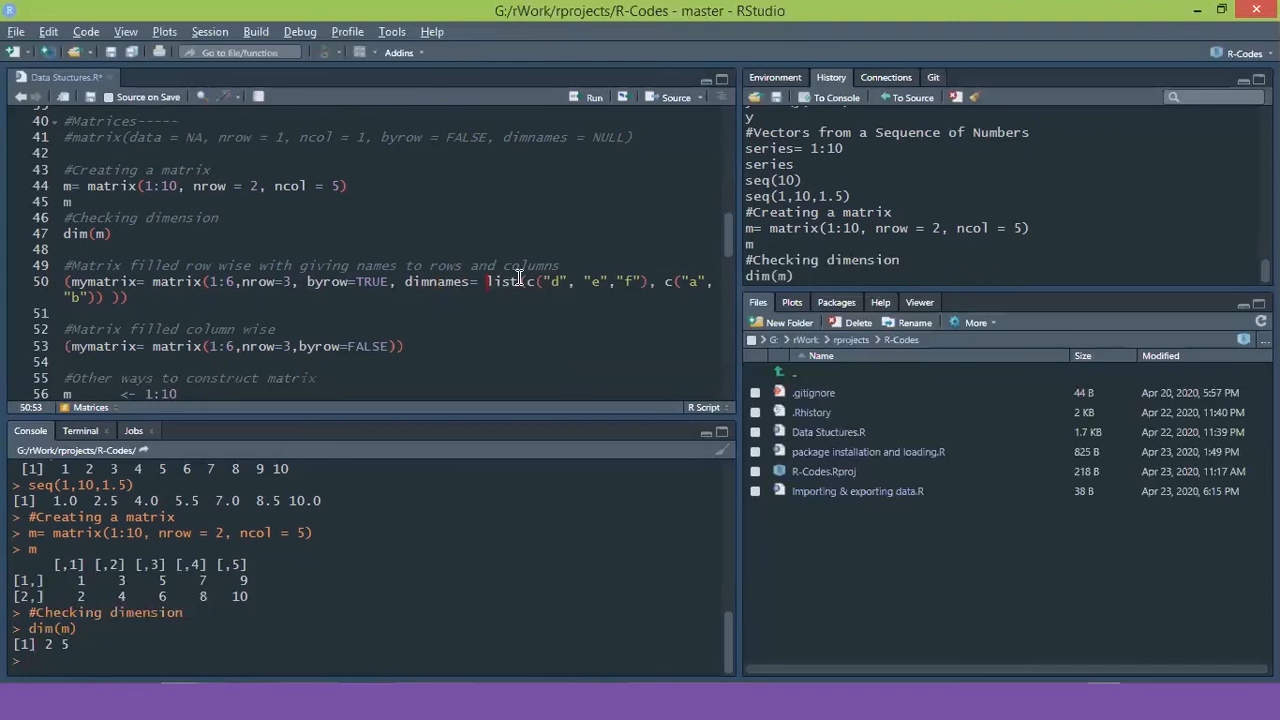 G:/rWork/rprojects/R-Codes - master - RStudio
File Edit Code View Plots Session Build Debug Profile Tools Help
Go to file/function Addins R-Codes
Data Stuctures.R*
Source on Save Run Source
40 #Matrices-----
41 #matrix(data = NA, nrow = 1, ncol = 1, byrow = FALSE, dimnames = NULL)
42
43 #Creating a matrix
44 m= matrix(1:10, nrow = 2, ncol = 5)
45 m
46 #Checking dimension
47 dim(m)
48
49 #Matrix filled row wise with giving names to rows and columns
50 (mymatrix= matrix(1:6,nrow=3, byrow=TRUE, dimnames= list(c("d", "e","f"), c("a",
"b")) ))
51
52 #Matrix filled column wise
53 (mymatrix= matrix(1:6,nrow=3,byrow=FALSE))
54
55 #Other ways to construct matrix
56 m <- 1:10
50:53 Matrices R Script
Console Terminal Jobs
G:/rWork/rprojects/R-Codes/
[1] 1 2 3 4 5 6 7 8 9 10
> seq(1,10,1.5)
[1] 1.0 2.5 4.0 5.5 7.0 8.5 10.0
> #Creating a matrix
> m= matrix(1:10, nrow = 2, ncol = 5)
> m
[,1] [,2] [,3] [,4] [,5]
[1,] 1 3 5 7 9
[2,] 2 4 6 8 10
> #Checking dimension
> dim(m)
[1] 2 5
>
Environment History Connections Git
To Console To Source
y
#Vectors from a Sequence of Numbers
series= 1:10
series
seq(10)
seq(1,10,1.5)
#Creating a matrix
m= matrix(1:10, nrow = 2, ncol = 5)
m
#Checking dimension
dim(m)
Files Plots Packages Help Viewer
New Folder Delete Rename More
G: rWork rprojects R-Codes
Name Size Modified
..
.gitignore 44 B Apr 20, 2020, 5:57 PM
.Rhistory 2 KB Apr 22, 2020, 11:40 PM
Data Stuctures.R 1.7 KB Apr 22, 2020, 11:39 PM
package installation and loading.R 825 B Apr 23, 2020, 1:49 PM
R-Codes.Rproj 218 B Apr 23, 2020, 11:17 AM
Importing & exporting data.R 38 B Apr 23, 2020, 6:15 PM